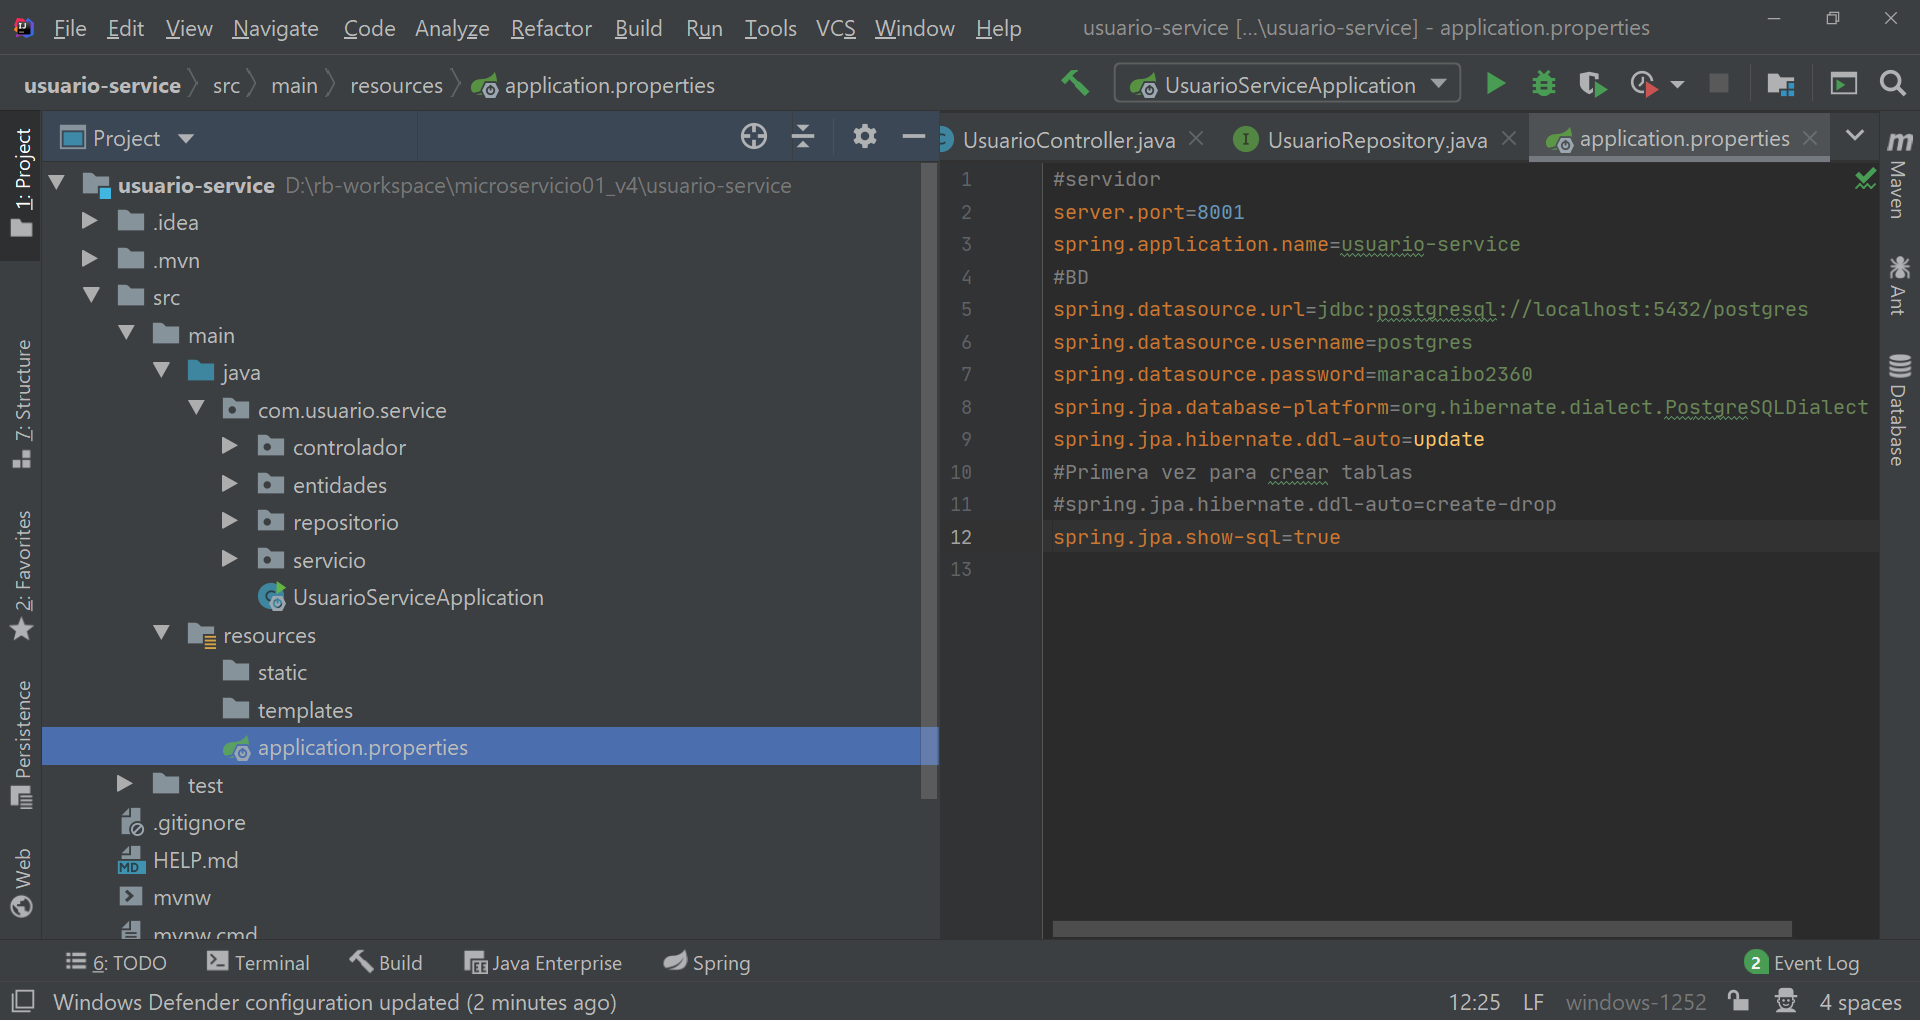 File Edit View Navigate Code Analyze Refactor Build Run Tools VCS Window Help usuario-service [...\usuario-service] - application.properties
usuario-service src main resources application.properties UsuarioServiceApplication
1: Project
7: Structure
2: Favorites
Persistence
Web
Project
usuario-service D:\rb-workspace\microservicio01_v4\usuario-service
.idea
.mvn
src
main
java
com.usuario.service
controlador
entidades
repositorio
servicio
UsuarioServiceApplication
resources
static
templates
application.properties
test
.gitignore
MD HELP.md
mvnw
mvnw.cmd
UsuarioController.java I UsuarioRepository.java application.properties
1 #servidor
2 server.port=8001
3 spring.application.name=usuario-service
4 #BD
5 spring.datasource.url=jdbc:postgresql://localhost:5432/postgres
6 spring.datasource.username=postgres
7 spring.datasource.password=maracaibo2360
8 spring.jpa.database-platform=org.hibernate.dialect.PostgreSQLDialect
9 spring.jpa.hibernate.ddl-auto=update
10 #Primera vez para crear tablas
11 #spring.jpa.hibernate.ddl-auto=create-drop
12 spring.jpa.show-sql=true
13
m Maven
Ant
Database
6: TODO Terminal Build Java Enterprise Spring 2 Event Log
Windows Defender configuration updated (2 minutes ago) 12:25 LF windows-1252 4 spaces